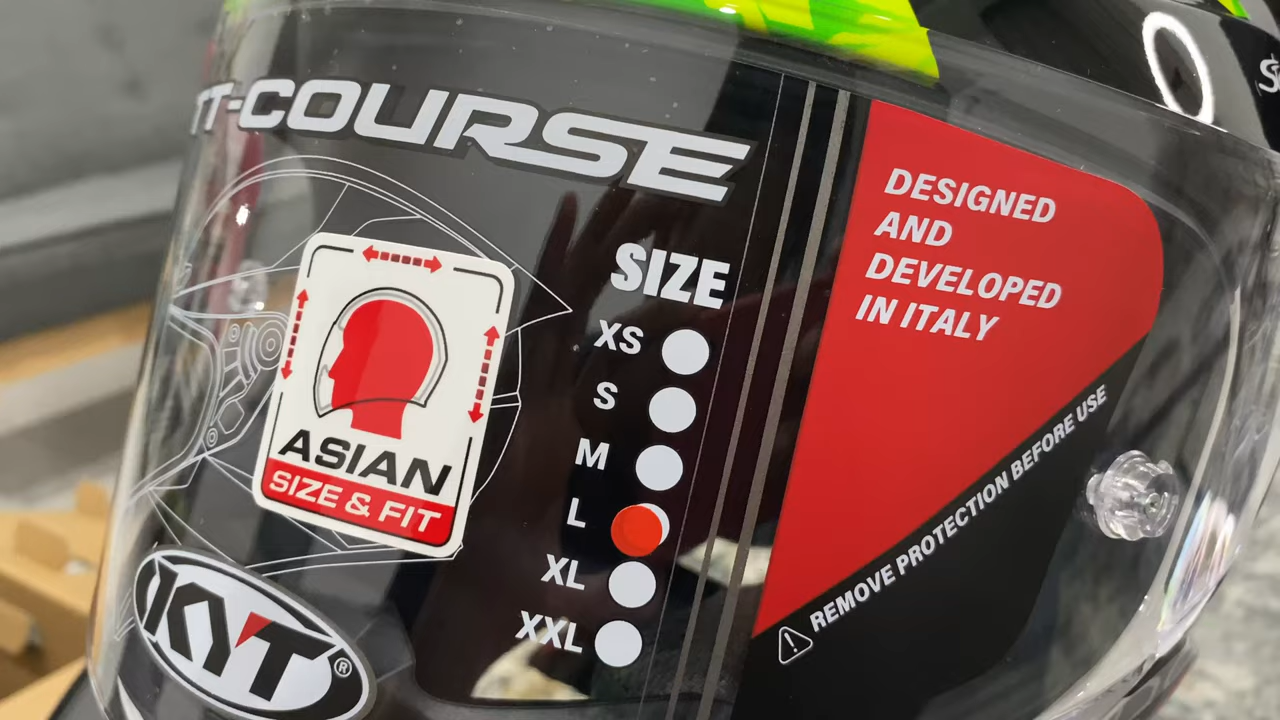 TT-COURSE
ASIAN
SIZE & FIT
KYT®
SIZE
XS
S
M
L
XL
XXL
DESIGNED
AND
DEVELOPED
IN ITALY
REMOVE PROTECTION BEFORE USE